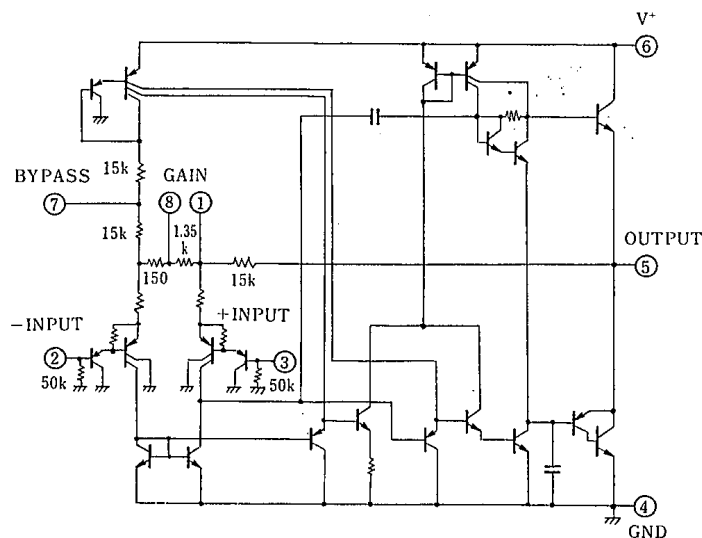 V⁺
⑥
15k
BYPASS
⑦
GAIN
⑧ ①
15k
1.35
k
150
15k
OUTPUT
⑤
−INPUT
+INPUT
②
50k
③
50k
④
GND